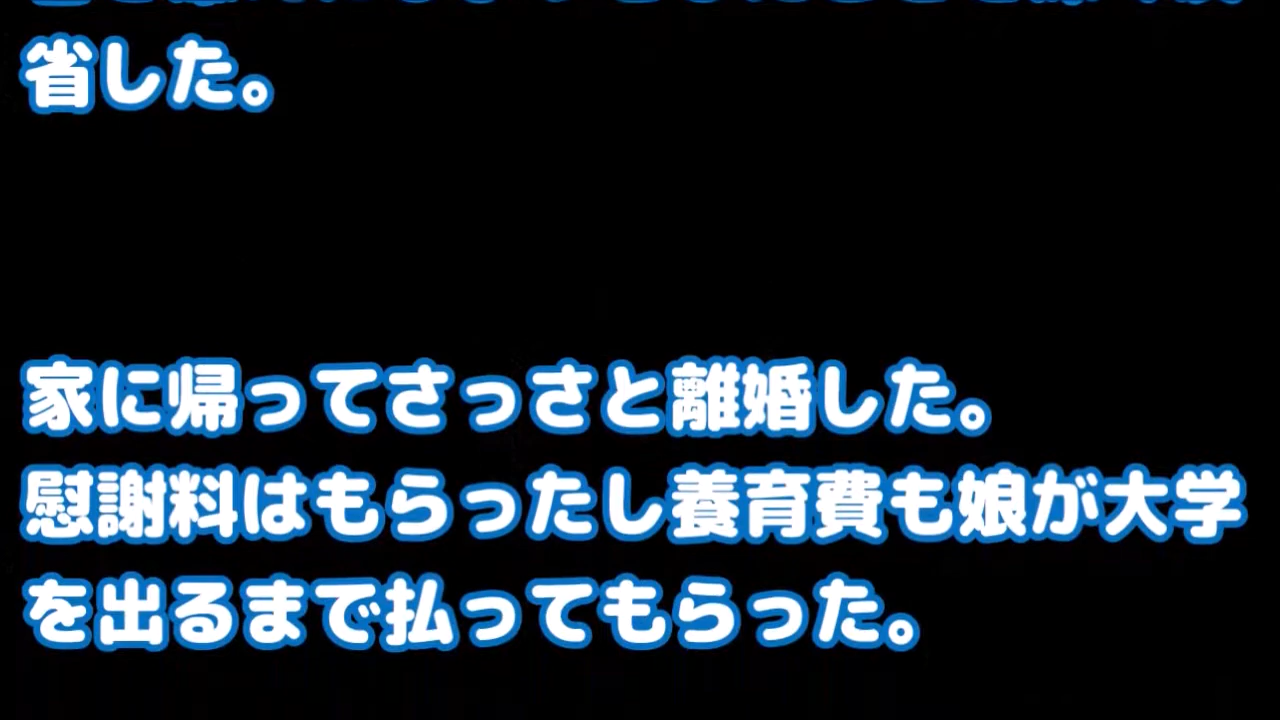 省した。
家に帰ってさっさと離婚した。
慰謝料はもらったし養育費も娘が大学
を出るまで払ってもらった。